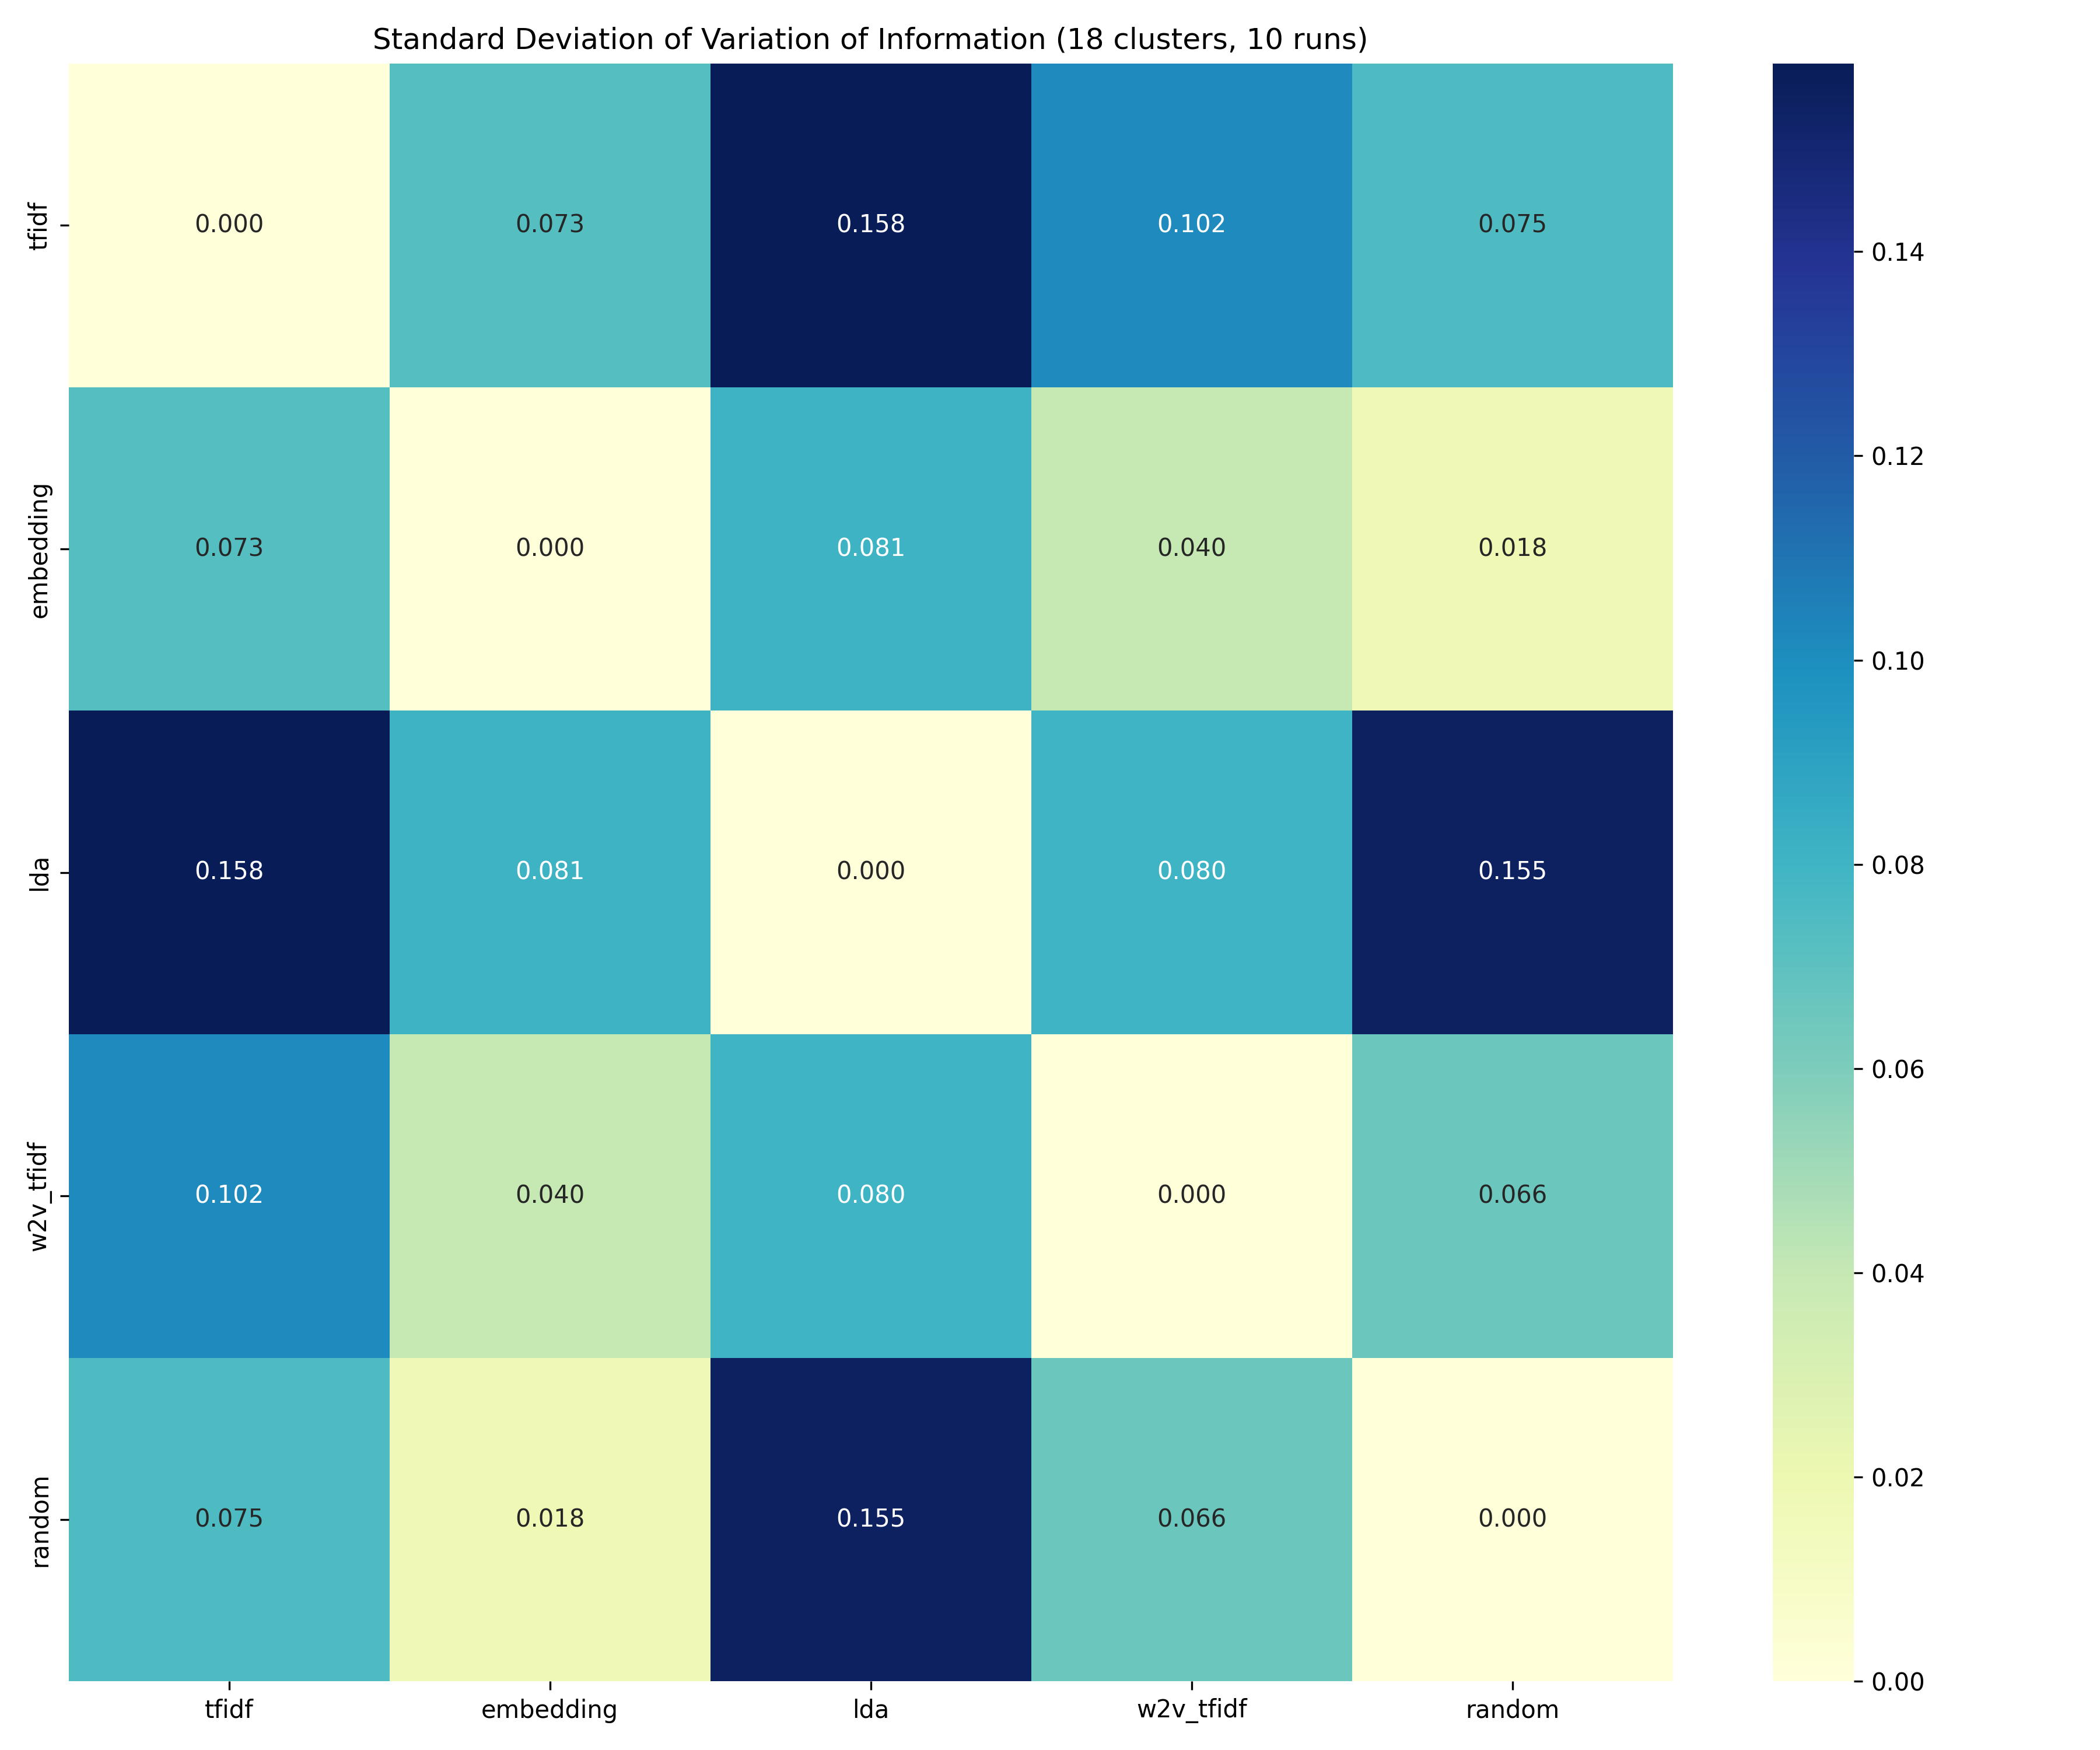 Standard Deviation of Variation of Information (18 clusters, 10 runs)
tfidf 0.000 0.073 0.158 0.102 0.075
embedding 0.073 0.000 0.081 0.040 0.018
lda 0.158 0.081 0.000 0.080 0.155
w2v_tfidf 0.102 0.040 0.080 0.000 0.066
random 0.075 0.018 0.155 0.066 0.000
tfidf embedding lda w2v_tfidf random
0.14
0.12
0.10
0.08
0.06
0.04
0.02
0.00